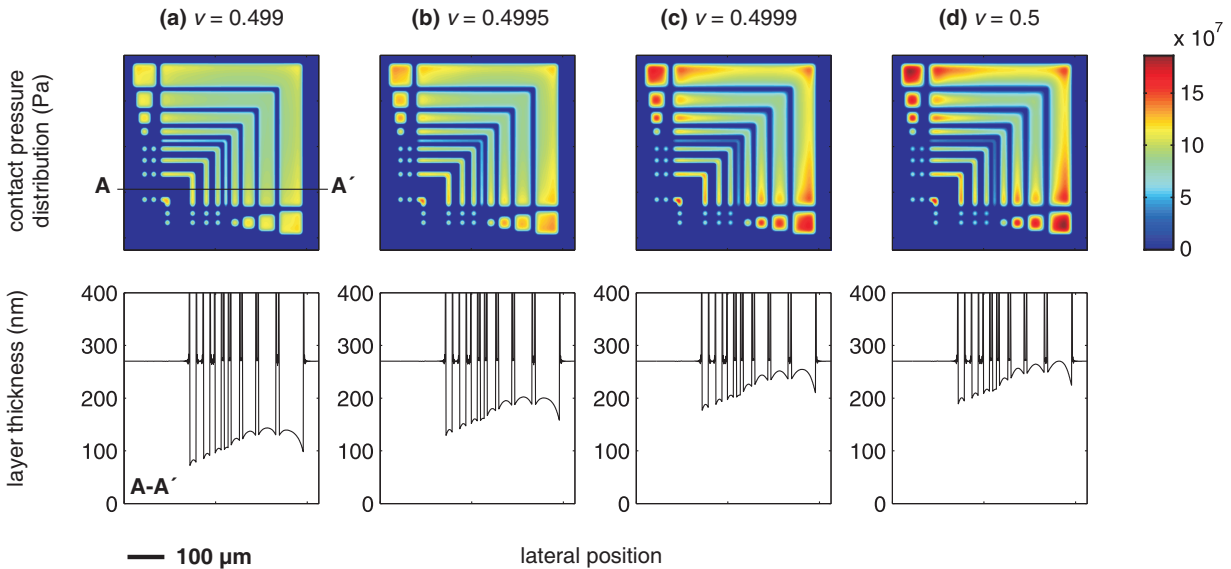 (a) v = 0.499
(b) v = 0.4995
(c) v = 0.4999
(d) v = 0.5
x 10⁷
contact pressure
distribution (Pa)
A
A´
15
10
5
0
layer thickness (nm)
400
300
200
100
0
A-A´
400
300
200
100
0
400
300
200
100
0
400
300
200
100
0
100 µm
lateral position